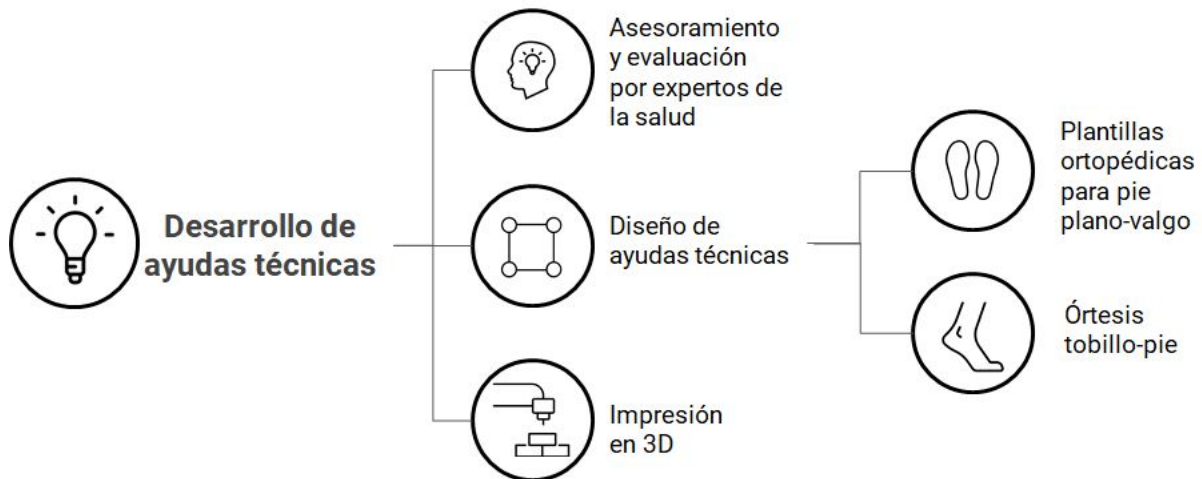 Desarrollo de
ayudas técnicas
Asesoramiento
y evaluación
por expertos de
la salud
Diseño de
ayudas técnicas
Impresión
en 3D
Plantillas
ortopédicas
para pie
plano-valgo
Órtesis
tobillo-pie